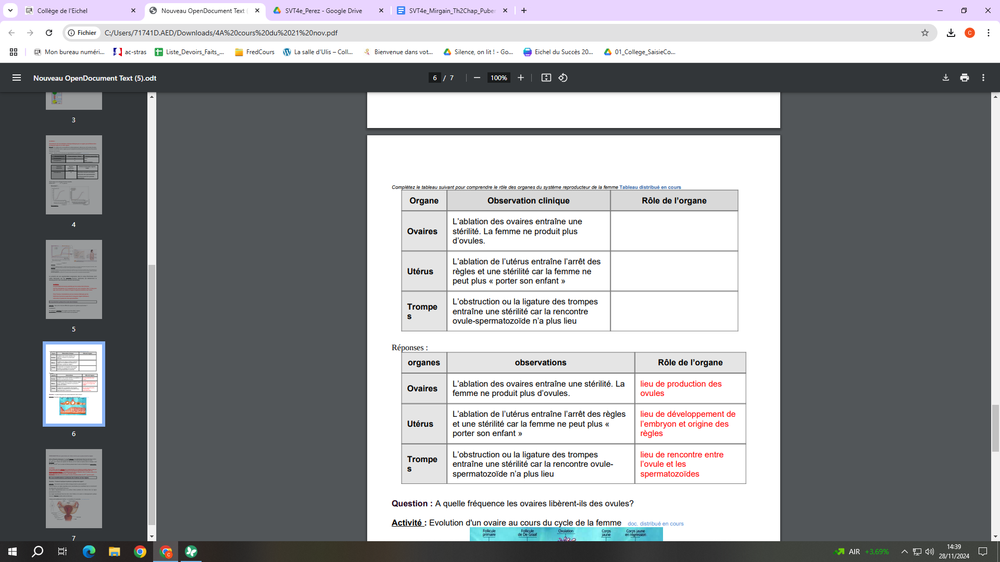 Collège de l'Eichel
Nouveau OpenDocument Text (
SVT4e_Perez - Google Drive
SVT4e_Mirgain_Th2Chap_Puber
Fichier
C:/Users/71741D.AED/Downloads/4A%20cours%20du%2021%20nov.pdf
C
Mon bureau numéri...
ac-stras
Liste_Devoirs_Faits_...
FredCours
La salle d'Ulis – Coll...
Bienvenue dans vot...
Silence, on lit ! - Go...
Eichel du Succès 20...
01_College_SaisieCo...
Nouveau OpenDocument Text (5).odt
6 / 7
100%
3
4
5
6
7
Complétez le tableau suivant pour comprendre le rôle des organes du système reproducteur de la femme Tableau distribué en cours
Organe
Observation clinique
Rôle de l'organe
Ovaires
L'ablation des ovaires entraîne une
stérilité. La femme ne produit plus
d'ovules.
Utérus
L'ablation de l'utérus entraîne l'arrêt des
règles et une stérilité car la femme ne
peut plus « porter son enfant »
Trompe
s
L'obstruction ou la ligature des trompes
entraîne une stérilité car la rencontre
ovule-spermatozoïde n'a plus lieu
Réponses :
organes
observations
Rôle de l'organe
Ovaires
L'ablation des ovaires entraîne une stérilité. La
femme ne produit plus d'ovules.
lieu de production des
ovules
Utérus
L'ablation de l'utérus entraîne l'arrêt des règles
et une stérilité car la femme ne peut plus «
porter son enfant »
lieu de développement de
l'embryon et origine des
règles
Trompe
s
L'obstruction ou la ligature des trompes
entraîne une stérilité car la rencontre ovule-
spermatozoïde n'a plus lieu
lieu de rencontre entre
l'ovule et les
spermatozoïdes
Question : A quelle fréquence les ovaires libèrent-ils des ovules?
Activité : Evolution d'un ovaire au cours du cycle de la femme doc. distribué en cours
Follicule
primaire
Follicule
de De Graaf
Ovulation
Corps
jaune
Corps jaune
en régression
C
AIR +3,69%
14:39
28/11/2024